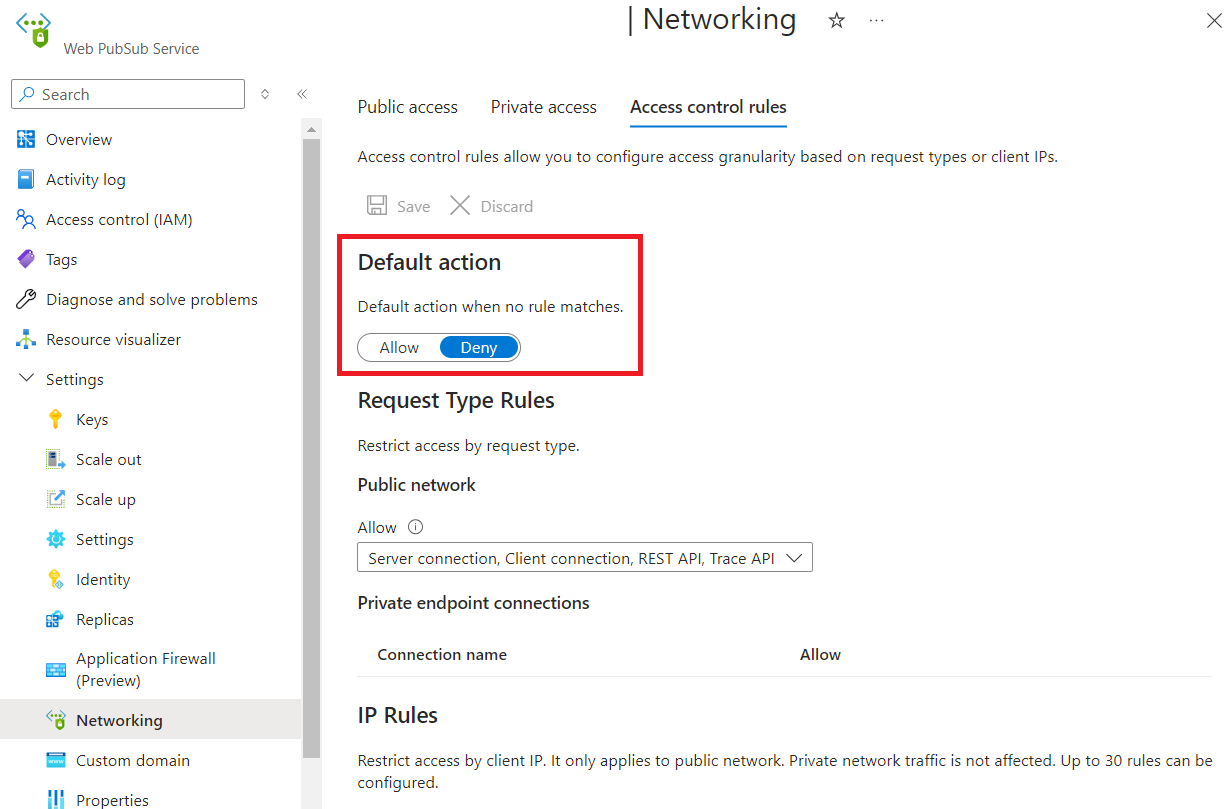 | Networking
Web PubSub Service
Search
Overview
Activity log
Access control (IAM)
Tags
Diagnose and solve problems
Resource visualizer
Settings
Keys
Scale out
Scale up
Settings
Identity
Replicas
Application Firewall
(Preview)
Networking
Custom domain
Properties
Public access
Private access
Access control rules
Access control rules allow you to configure access granularity based on request types or client IPs.
Save
Discard
Default action
Default action when no rule matches.
Allow
Deny
Request Type Rules
Restrict access by request type.
Public network
Allow
Server connection, Client connection, REST API, Trace API
Private endpoint connections
Connection name
Allow
IP Rules
Restrict access by client IP. It only applies to public network. Private network traffic is not affected. Up to 30 rules can be
configured.